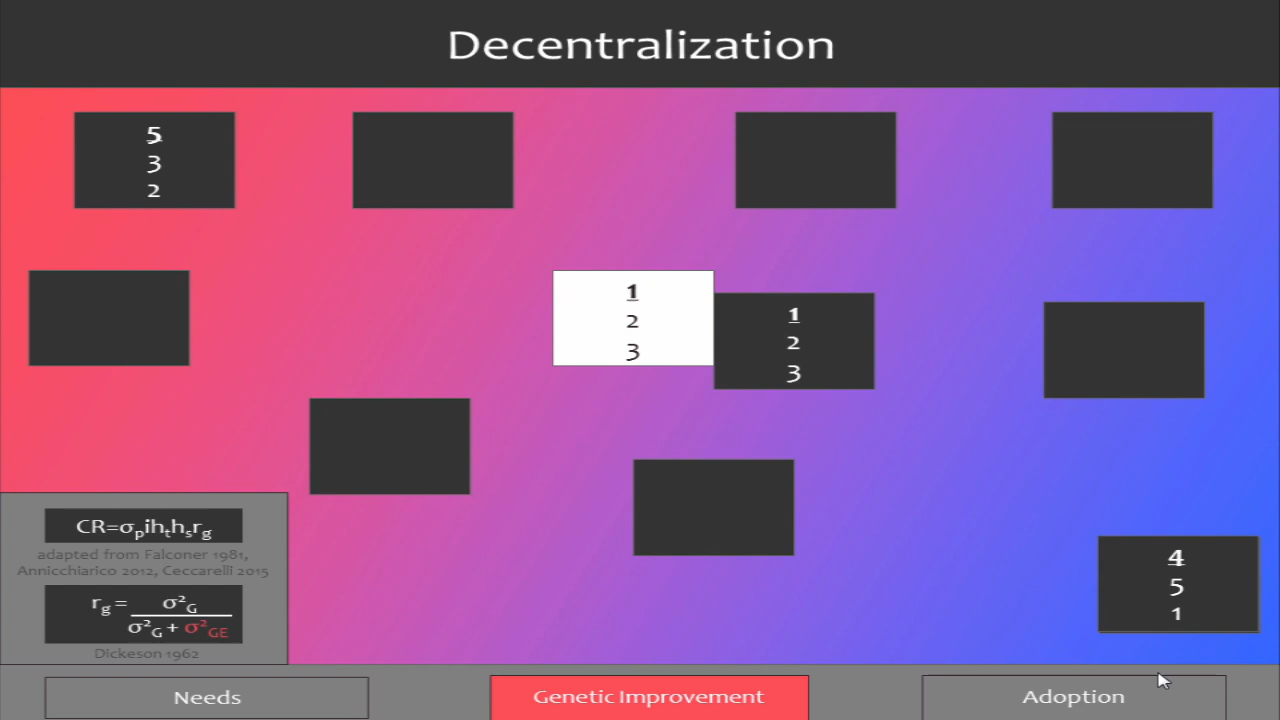 Decentralization
5
3
2
1
2
3
1
2
3
4
5
1
CR=σpihthsrg
adapted from Falconer 1981,
Annicchiarico 2012, Ceccarelli 2015
rg = σ²G
σ²G + σ²GE
Dickeson 1962
Needs
Genetic Improvement
Adoption